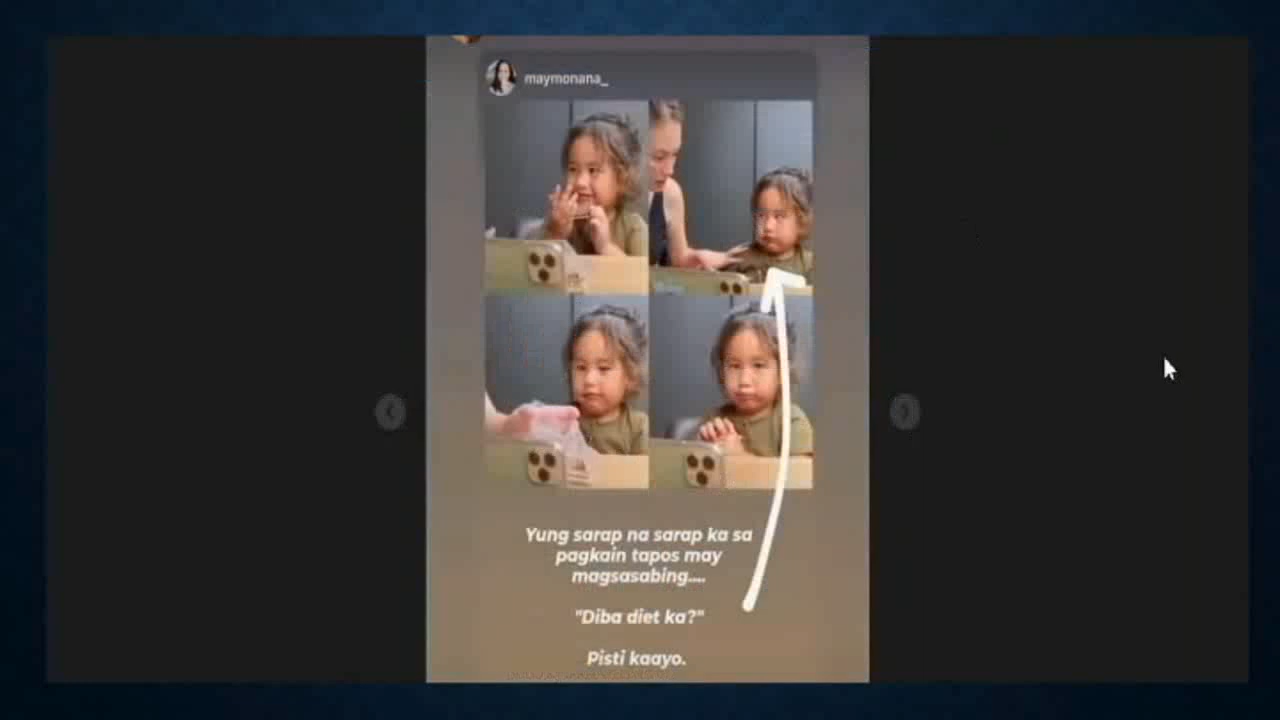 maymonana_
Yung sarap na sarap ka sa
pagkain tapos may
magsasabing....
"Diba diet ka?"
Pisti kaayo.